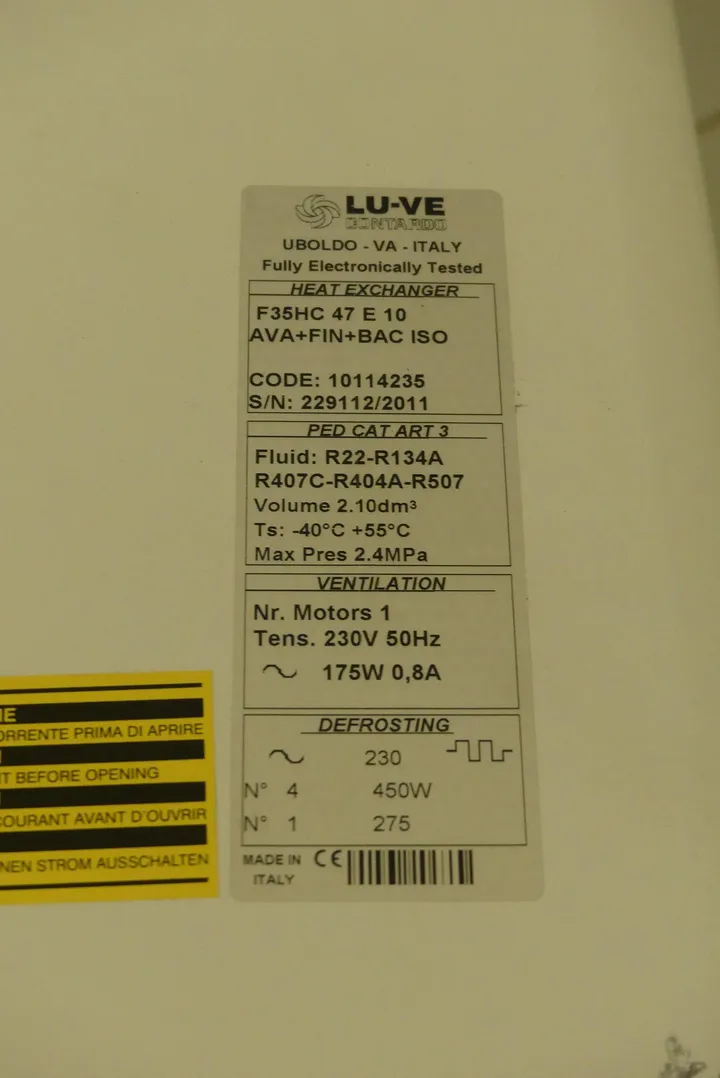 LU-VE
CONTARDO
UBOLDO - VA - ITALY
Fully Electronically Tested
HEAT EXCHANGER
F35HC 47 E 10
AVA+FIN+BAC ISO
CODE: 10114235
S/N: 229112/2011
PED CAT ART 3
Fluid: R22-R134A
R407C-R404A-R507
Volume 2.10dm³
Ts: -40°C +55°C
Max Pres 2.4MPa
VENTILATION
Nr. Motors 1
Tens. 230V 50Hz
175W 0,8A
DEFROSTING
230
N° 4 450W
N° 1 275
MADE IN
ITALY
CE
PRIMA DI APRIRE
BEFORE OPENING
AVANT D'OUVRIR
STROM AUSSCHALTEN